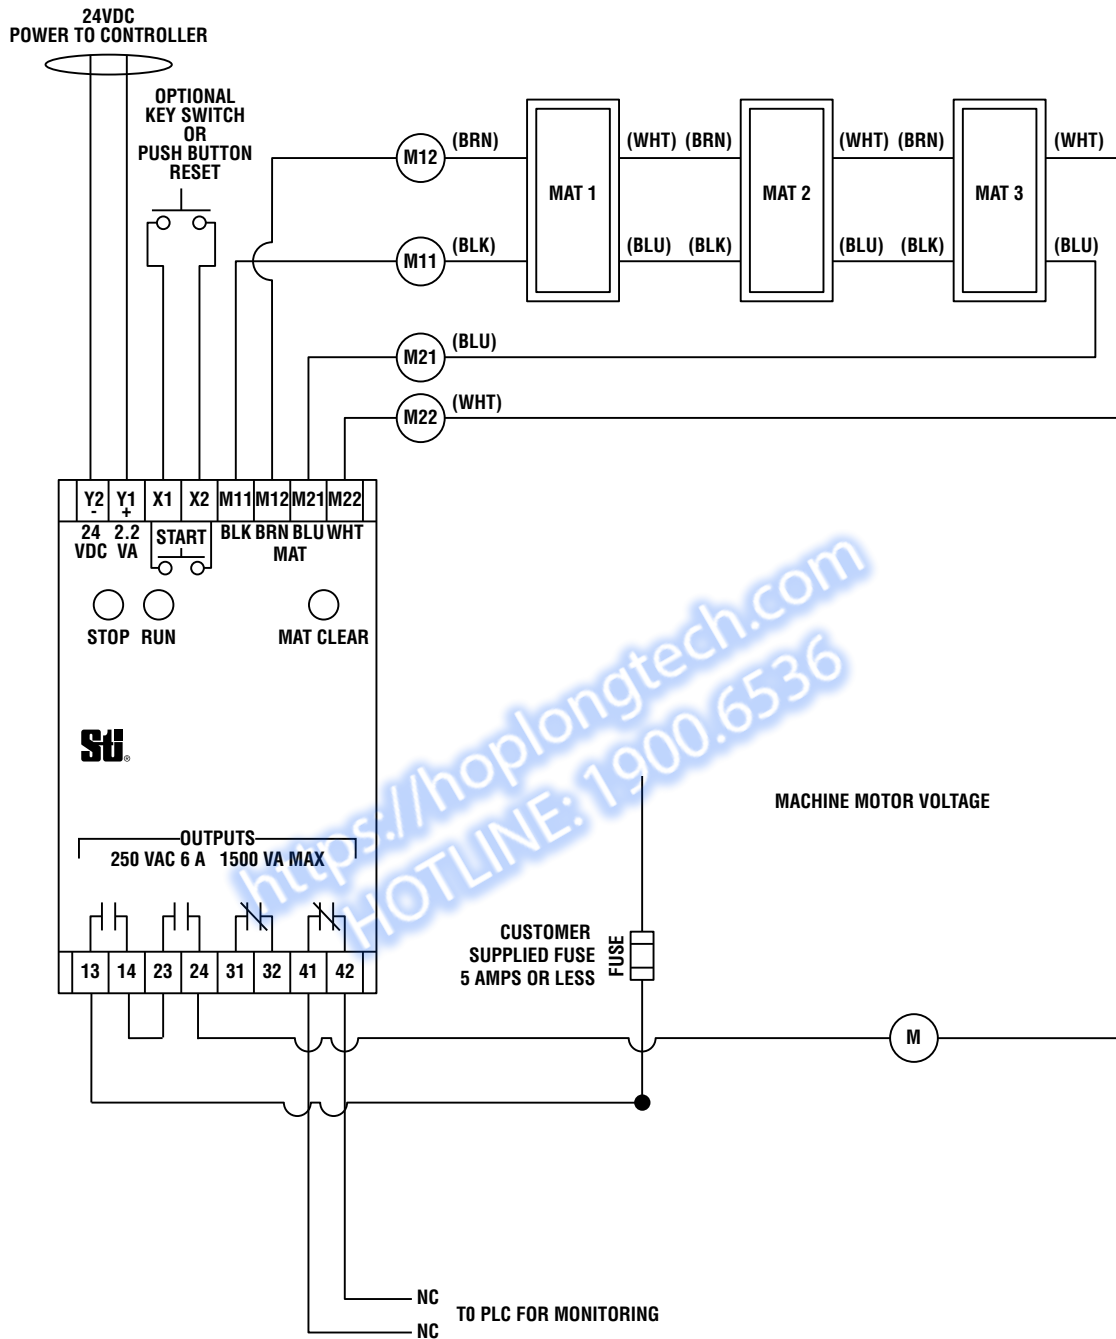 24VDC
POWER TO CONTROLLER
OPTIONAL
KEY SWITCH
OR
PUSH BUTTON
RESET
M12 (BRN) (WHT) (BRN) (WHT) (BRN) (WHT)
MAT 1 MAT 2 MAT 3
M11 (BLK) (BLU) (BLK) (BLU) (BLK) (BLU)
M21 (BLU)
M22 (WHT)
Y2 Y1 X1 X2 M11 M12 M21 M22
- +
24 2.2 START BLK BRN BLU WHT
VDC VA MAT
STOP RUN MAT CLEAR
Sti®
https://hoplongtech.com
HOTLINE: 1900.6536
MACHINE MOTOR VOLTAGE
OUTPUTS
250 VAC 6 A 1500 VA MAX
CUSTOMER
SUPPLIED FUSE
5 AMPS OR LESS
FUSE
13 14 23 24 31 32 41 42
M
NC
TO PLC FOR MONITORING
NC